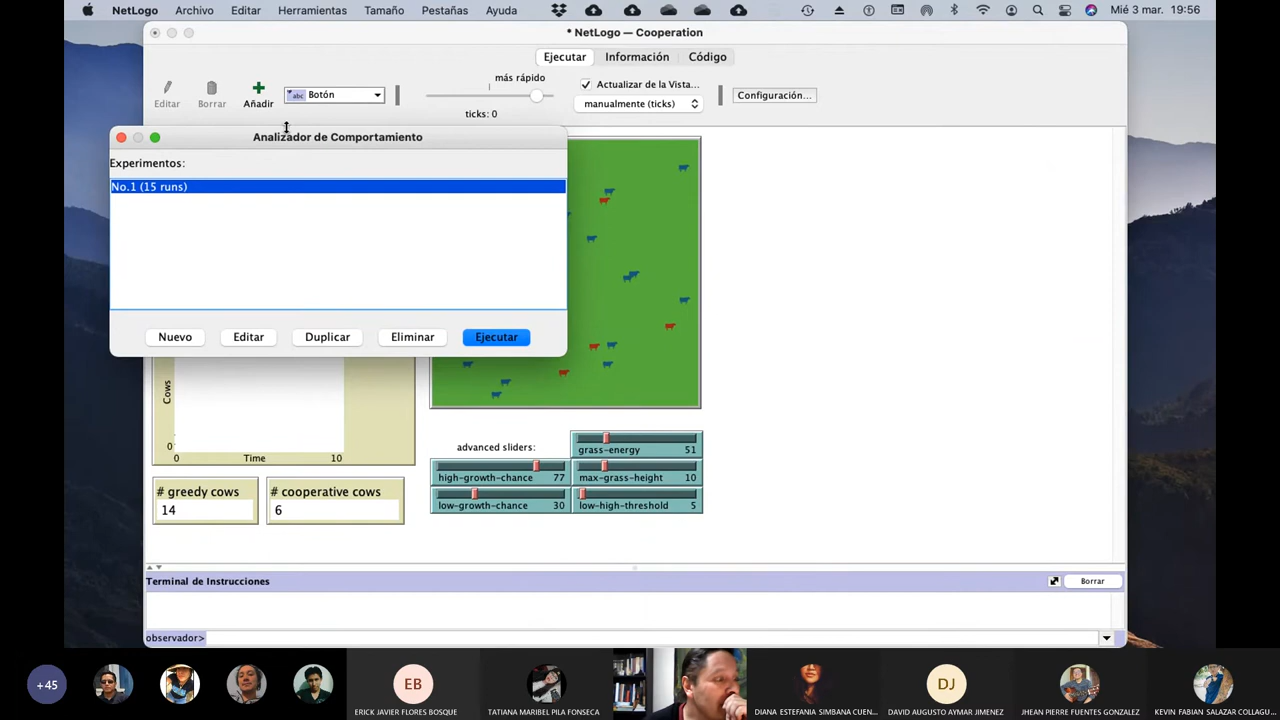 NetLogo Archivo Editar Herramientas Tamaño Pestañas Ayuda Mié 3 mar. 19:56
* NetLogo — Cooperation
Ejecutar Información Código
Editar Borrar Añadir abc Botón más rápido ticks: 0 Actualizar de la Vista... manualmente (ticks) Configuración...
Analizador de Comportamiento
Experimentos:
No.1 (15 runs)
Nuevo Editar Duplicar Eliminar Ejecutar
Cows
0
0 Time 10
advanced sliders:
grass-energy 51
high-growth-chance 77 max-grass-height 10
low-growth-chance 30 low-high-threshold 5
# greedy cows # cooperative cows
14 6
Terminal de Instrucciones Borrar
observador>
+45 EB DJ
ERICK JAVIER FLORES BOSQUE TATIANA MARIBEL PILA FONSECA DIANA ESTEFANIA SIMBANA CUEN... DAVID AUGUSTO AYMAR JIMENEZ JHEAN PIERRE FUENTES GONZALEZ KEVIN FABIAN SALAZAR COLLAGU...